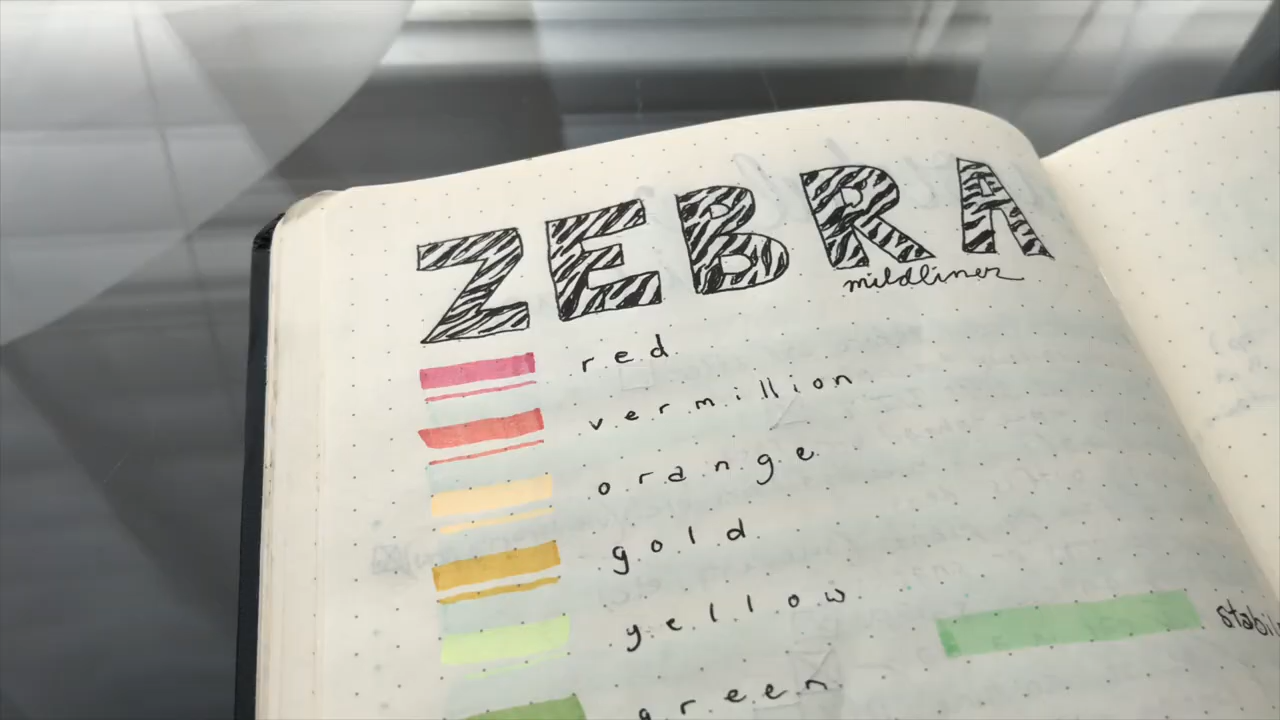 ZEBRA
mildliner
red
vermillion
orange
gold
yellow
green